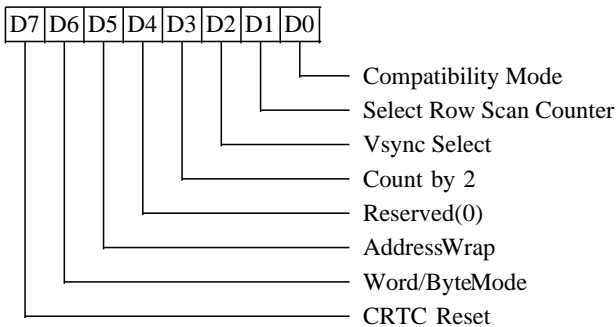 D7 D6 D5 D4 D3 D2 D1 D0
Compatibility Mode
Select Row Scan Counter
Vsync Select
Count by 2
Reserved(0)
AddressWrap
Word/ByteMode
CRTC Reset